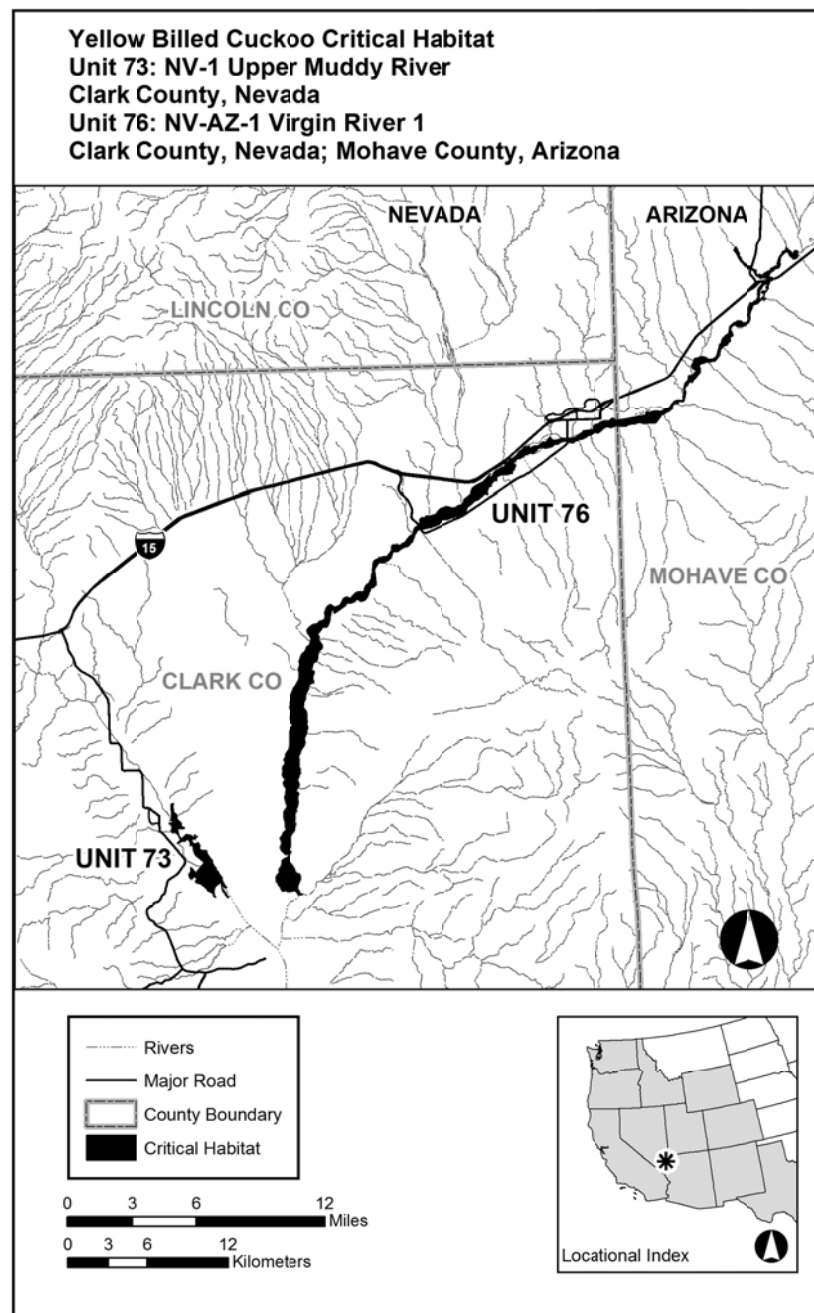 Yellow Billed Cuckoo Critical Habitat
Unit 73: NV-1 Upper Muddy River
Clark County, Nevada
Unit 76: NV-AZ-1 Virgin River 1
Clark County, Nevada; Mohave County, Arizona
NEVADA
ARIZONA
LINCOLN CO
UNIT 76
15
MOHAVE CO
CLARK CO
UNIT 73
Rivers
Major Road
County Boundary
Critical Habitat
0 3 6 12
Miles
0 3 6 12
Kilometers
Locational Index